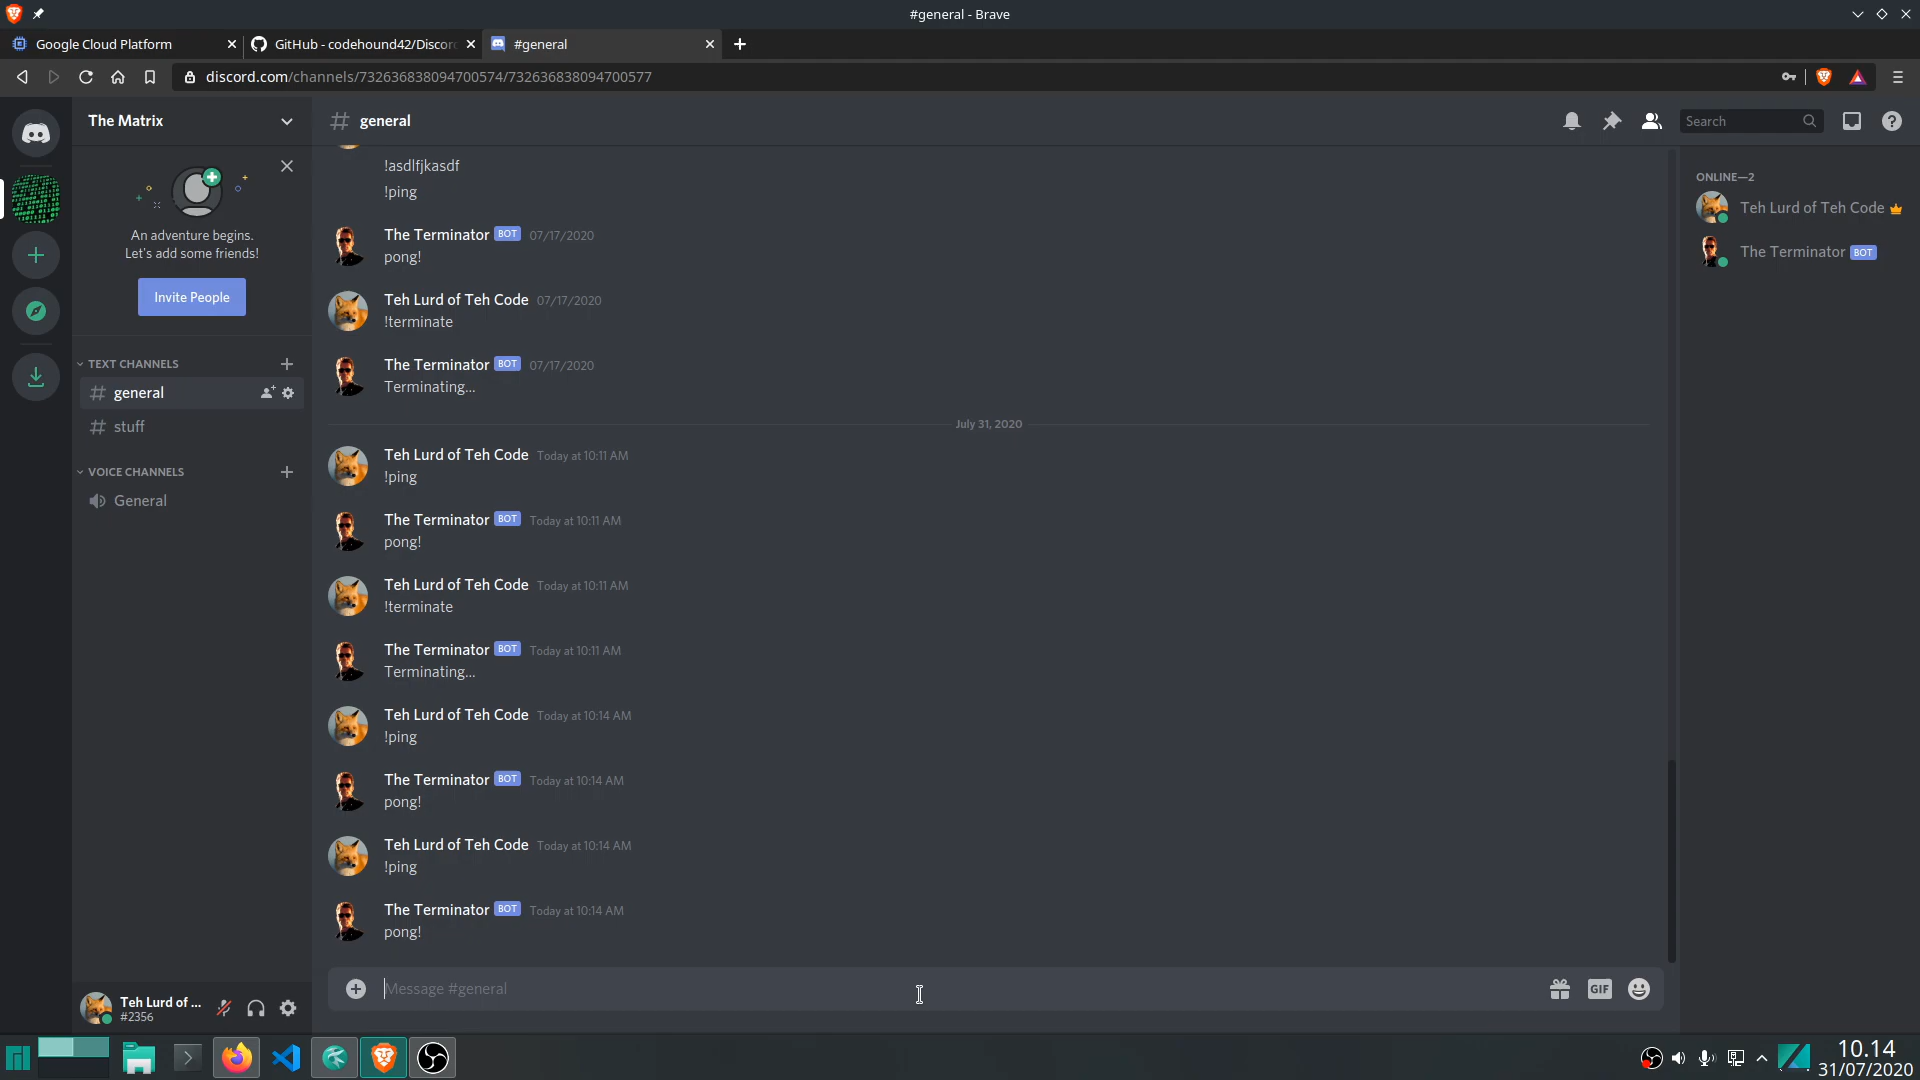 #general - Brave
Google Cloud Platform
GitHub - codehound42/Discor
#general
discord.com/channels/732636838094700574/732636838094700577
The Matrix
An adventure begins.
Let's add some friends!
Invite People
TEXT CHANNELS
general
stuff
VOICE CHANNELS
General
Teh Lurd of ...
#2356
general
Search
!asdlfjkasdf
!ping
The Terminator BOT 07/17/2020
pong!
Teh Lurd of Teh Code 07/17/2020
!terminate
The Terminator BOT 07/17/2020
Terminating...
July 31, 2020
Teh Lurd of Teh Code Today at 10:11 AM
!ping
The Terminator BOT Today at 10:11 AM
pong!
Teh Lurd of Teh Code Today at 10:11 AM
!terminate
The Terminator BOT Today at 10:11 AM
Terminating...
Teh Lurd of Teh Code Today at 10:14 AM
!ping
The Terminator BOT Today at 10:14 AM
pong!
Teh Lurd of Teh Code Today at 10:14 AM
!ping
The Terminator BOT Today at 10:14 AM
pong!
Message #general
GIF
ONLINE—2
Teh Lurd of Teh Code
The Terminator BOT
10.14
31/07/2020